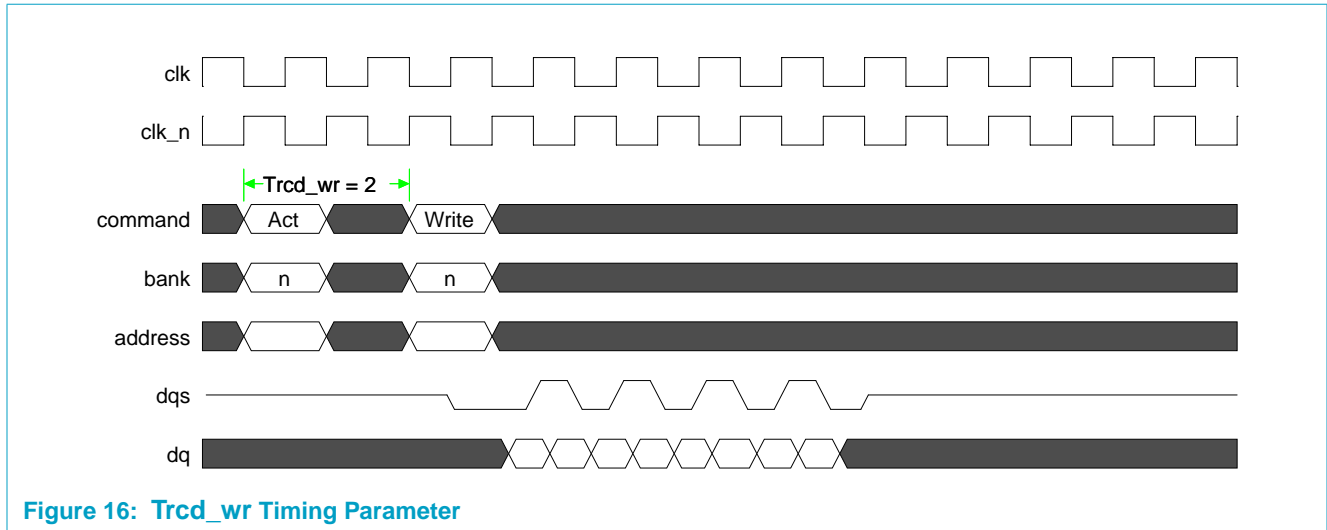 clk
clk_n
Trcd_wr = 2
command Act Write
bank n n
address
dqs
dq
Figure 16: Trcd_wr Timing Parameter